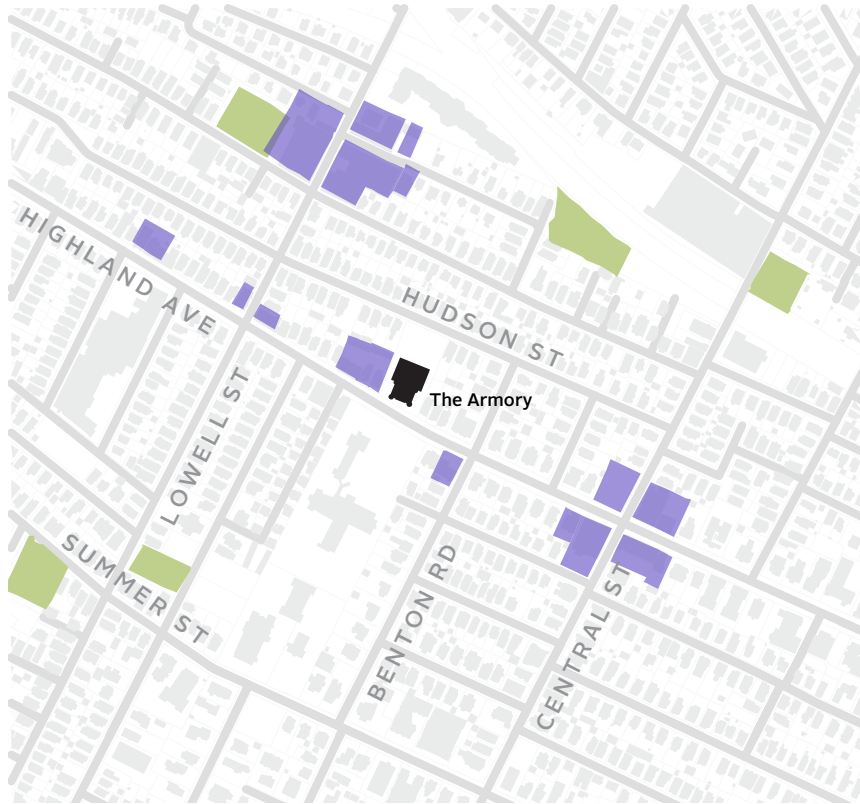 HIGHLAND AVE
HUDSON ST
The Armory
LOWELL ST
SUMMER ST
BENTON RD
CENTRAL ST